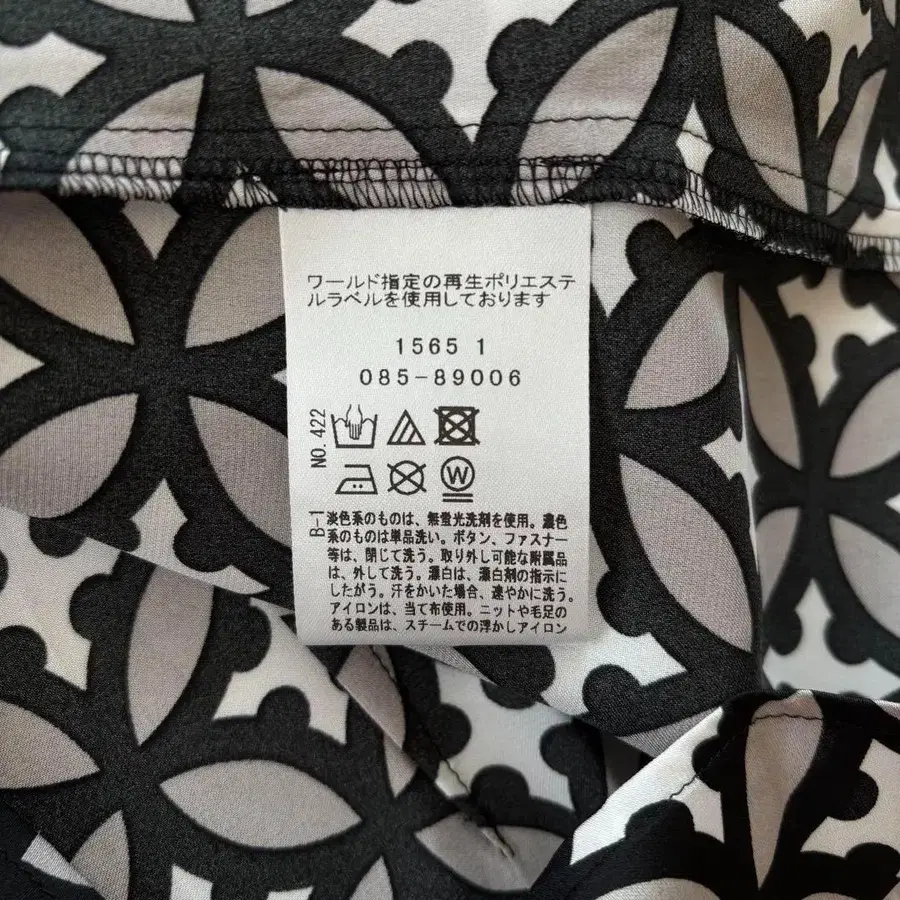 ワールド指定の再生ポリエステ
ルラベルを使用しております
1565 1
085-89006
NO.422
W
B-1
淡色系のものは、無蛍光洗剤を使用。濃色
系のものは単品洗い。ボタン、ファスナー
等は、閉じて洗う。取り外し可能な附属品
は、外して洗う。漂白は、漂白剤の指示に
したがう。汗をかいた場合、速やかに洗う。
アイロンは、当て布使用。ニットや毛足の
ある製品は、スチームでの浮かしアイロン